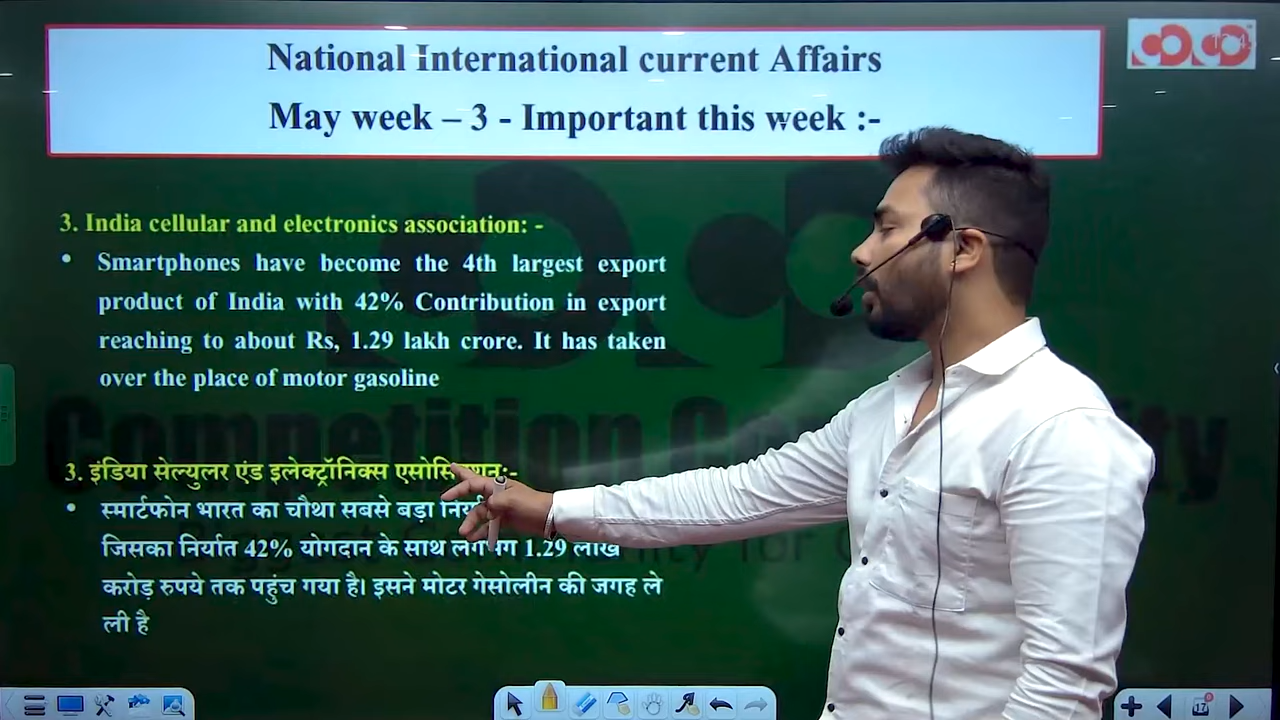 National International current Affairs
May week – 3 - Important this week :-
3. India cellular and electronics association: -
• Smartphones have become the 4th largest export
product of India with 42% Contribution in export
reaching to about Rs, 1.29 lakh crore. It has taken
over the place of motor gasoline
3. इंडिया सेल्युलर एंड इलेक्ट्रॉनिक्स
• स्मार्टफोन भारत का चौथा सबसे बड़ा
जिसका निर्यात 42% योगदान के साथ 1.29 लाख
करोड़ रुपये तक पहुंच गया है। इसने मोटर गेसोलीन की जगह ले
ली है
Competition
17